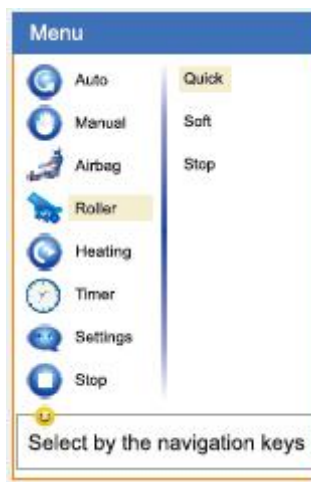 Menu
Auto
Manual
Airbag
Roller
Heating
Timer
Settings
Stop
Quick
Soft
Stop
Select by the navigation keys